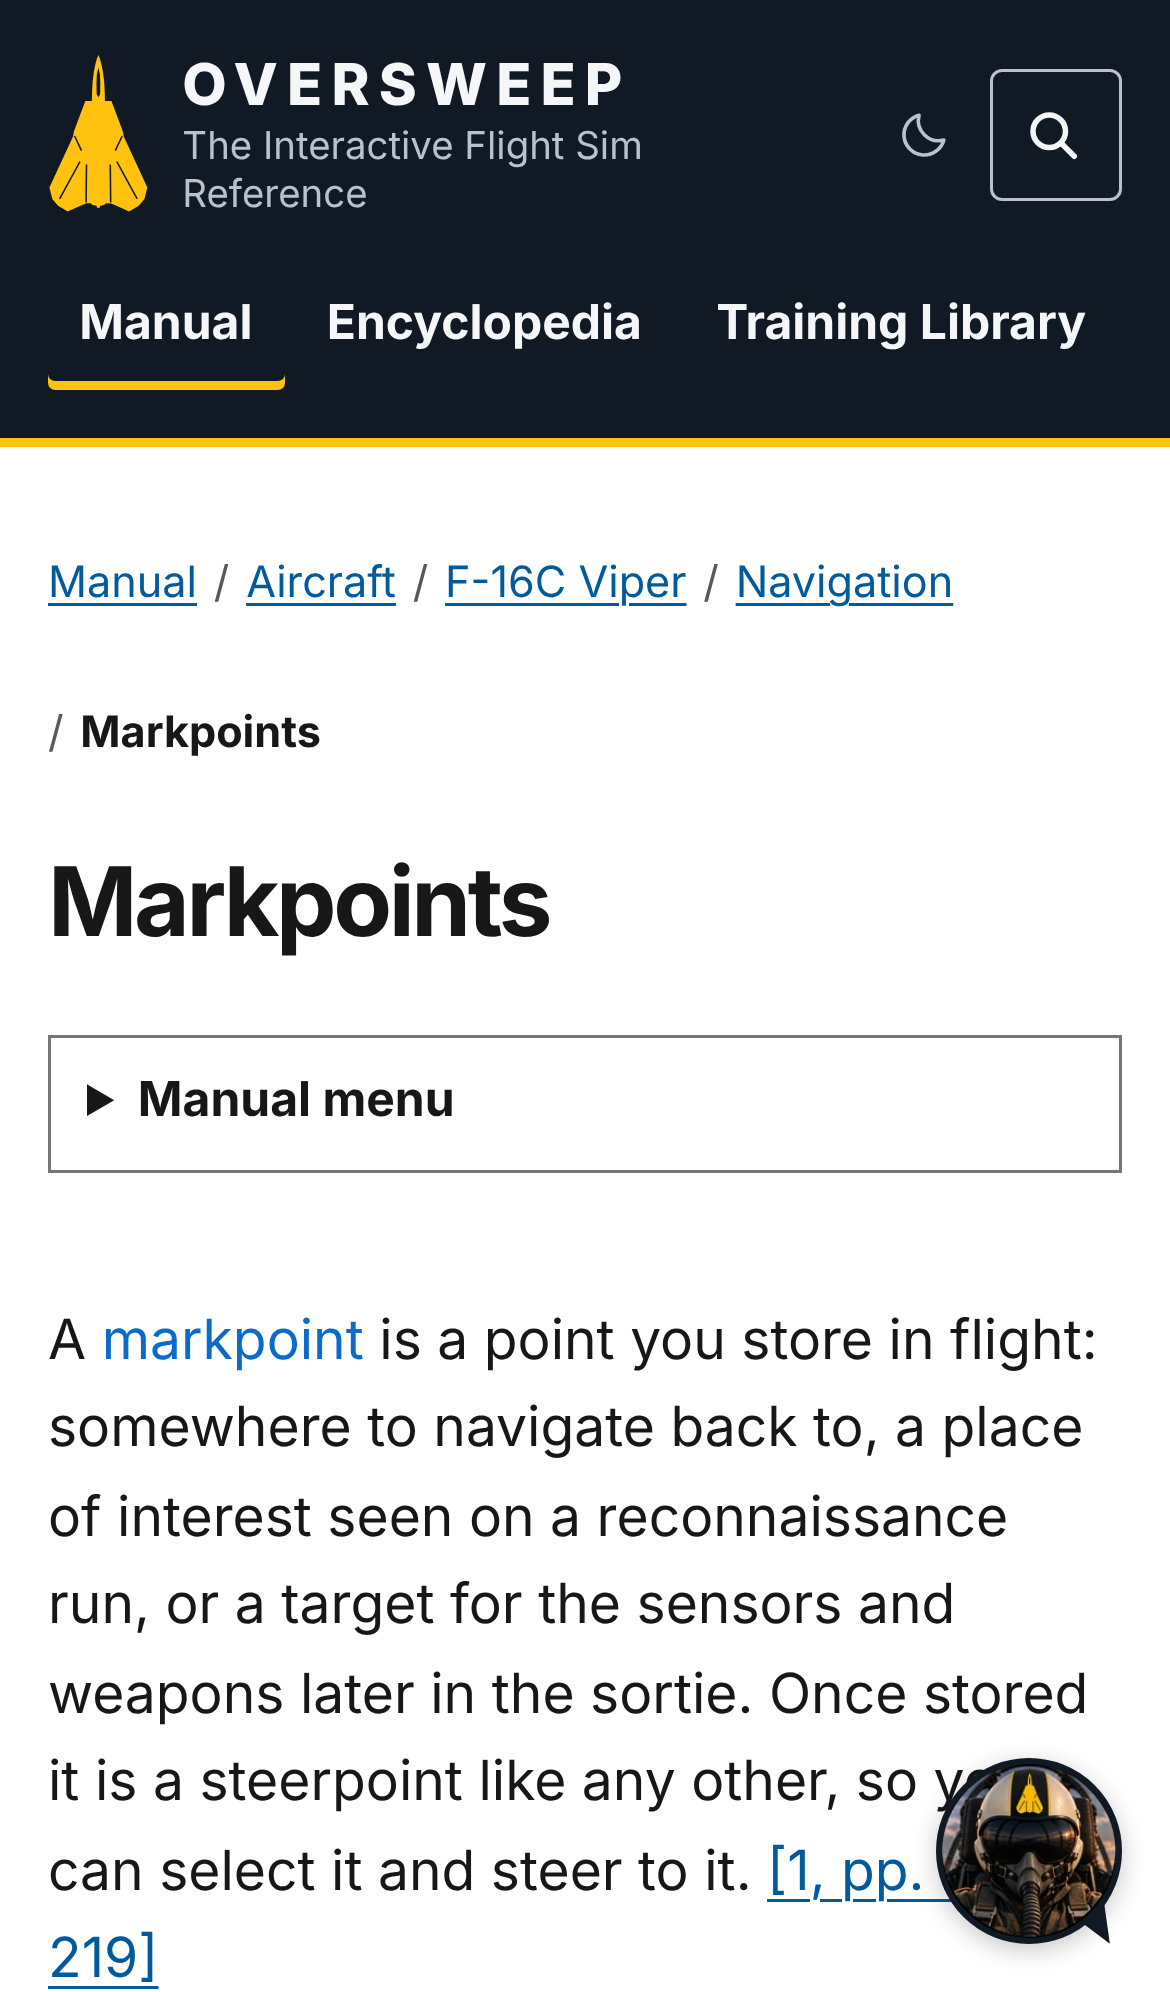 OVERSWEEP
The Interactive Flight Sim
Reference
Manual Encyclopedia Training Library
Manual / Aircraft / F-16C Viper / Navigation
/ Markpoints
Markpoints
Manual menu
A markpoint is a point you store in flight:
somewhere to navigate back to, a place
of interest seen on a reconnaissance
run, or a target for the sensors and
weapons later in the sortie. Once stored
it is a steerpoint like any other, so
can select it and steer to it. [1, pp.
219]